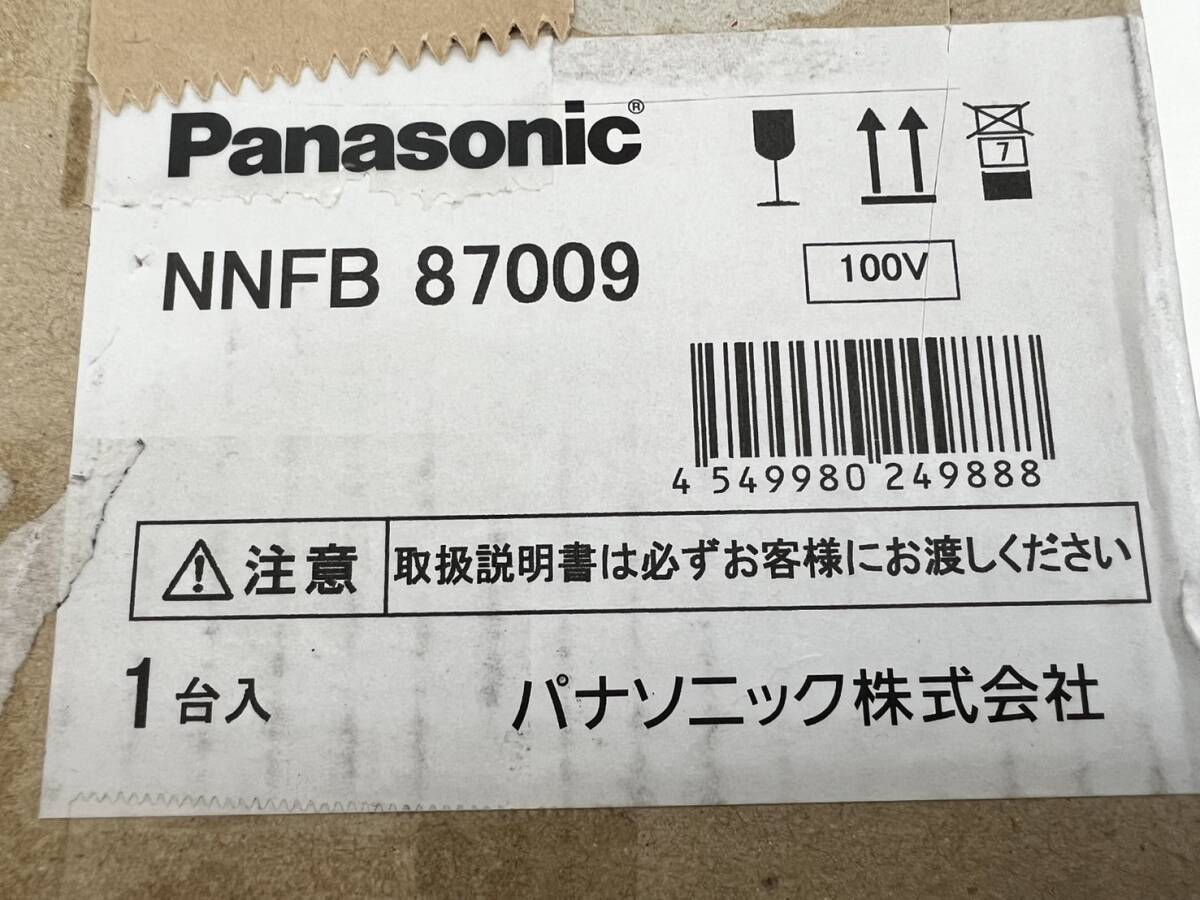 Panasonic®
7
NNFB 87009
100V
4 549980 249888
注意 取扱説明書は必ずお客様にお渡しください
1台入 パナソニック株式会社